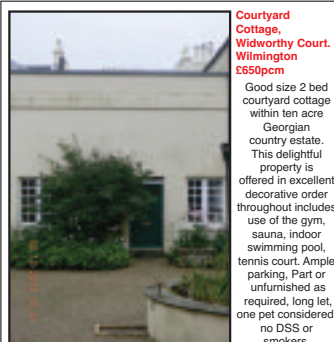 Courtyard
Cottage,
Widworthy Court.
Wilmington
£650pcm
Good size 2 bed
courtyard cottage
within ten acre
Georgian
country estate.
This delightful
property is
offered in excellent
decorative order
throughout includes
use of the gym,
sauna, indoor
swimming pool,
tennis court. Ample
parking, Part or
unfurnished as
required, long let,
one pet considered
no DSS or
smokers